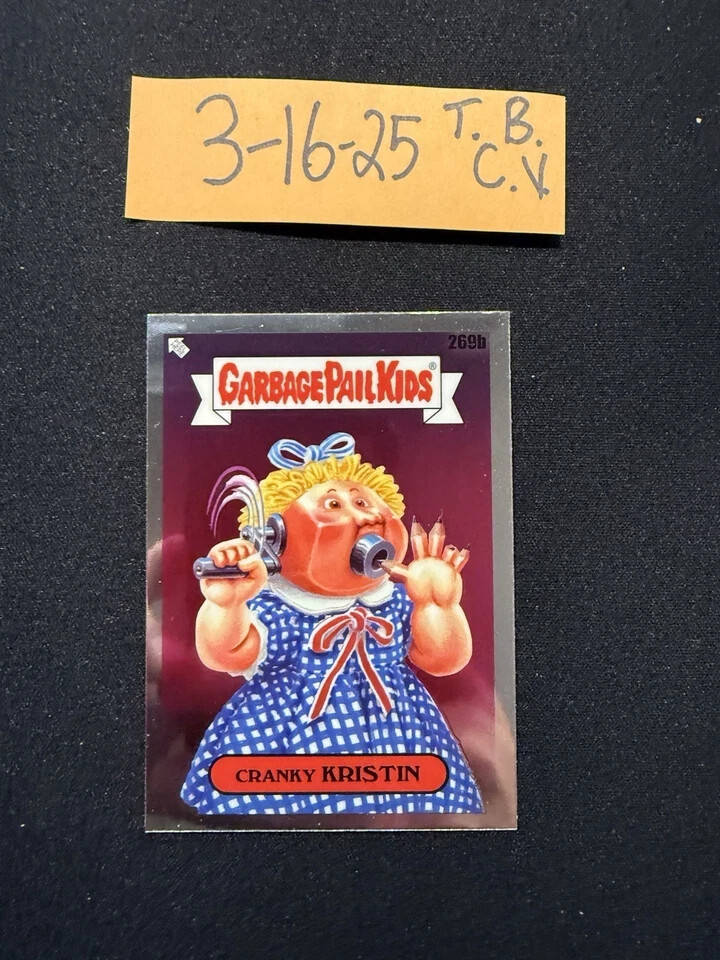 3-16-25 T. B.
C.V.
269b
GARBAGE PAIL KIDS®
CRANKY KRISTIN